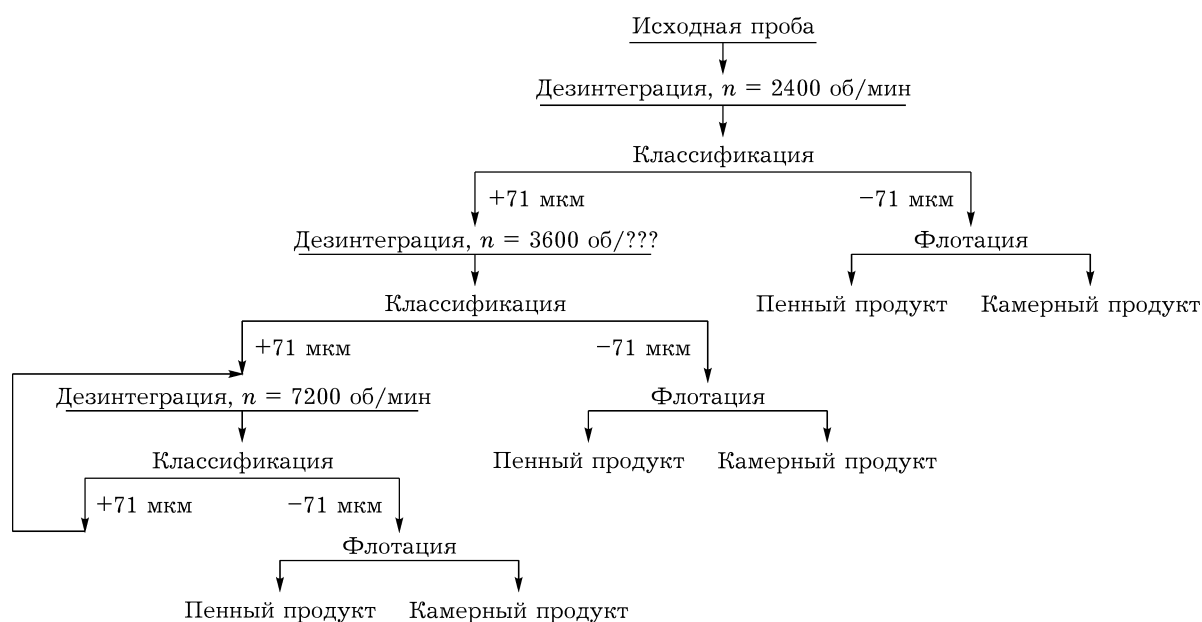 Исходная проба
Дезинтеграция, n = 2400 об/мин
Классификация
+71 мкм
−71 мкм
Дезинтеграция, n = 3600 об/???
Флотация
Классификация
Пенный продукт
Камерный продукт
+71 мкм
−71 мкм
Дезинтеграция, n = 7200 об/мин
Флотация
Классификация
Пенный продукт
Камерный продукт
+71 мкм
−71 мкм
Флотация
Пенный продукт
Камерный продукт